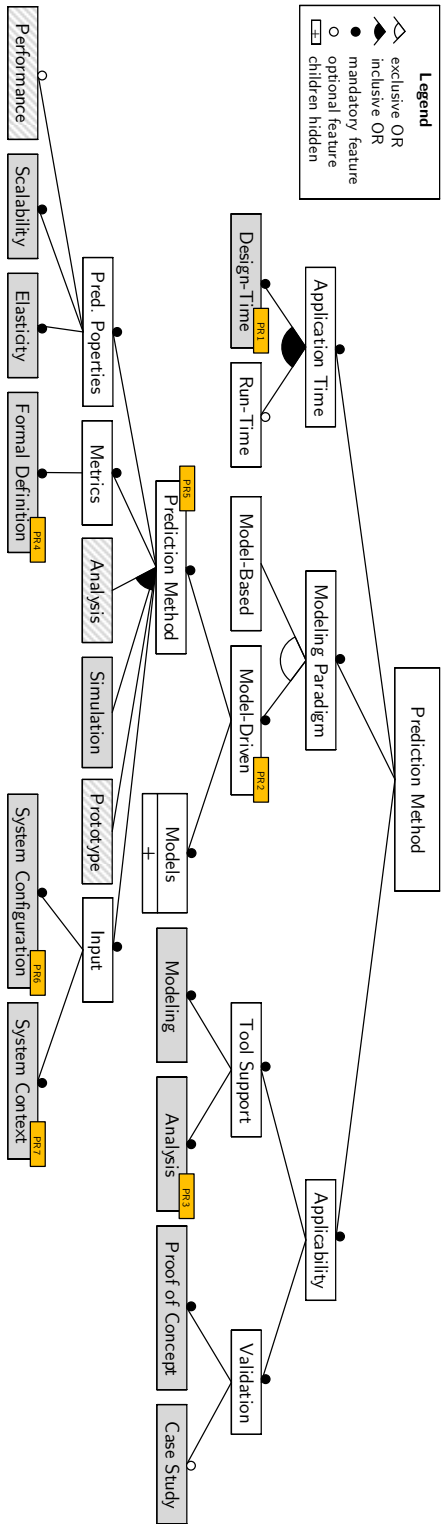 Legend
exclusive OR
inclusive OR
mandatory feature
optional feature
+ children hidden
Prediction Method
Application Time
Modeling Paradigm
Applicability
Design-Time
PR1
Run-Time
Model-Based
Model-Driven
PR2
Tool Support
Validation
PR5
Prediction Method
Models
+
Modeling
Analysis
PR3
Proof of Concept
Case Study
Pred. Poperties
Metrics
Analysis
Simulation
Prototype
Input
Performance
Scalability
Elasticity
Formal Definition
PR4
System Configuration
PR6
System Context
PR7